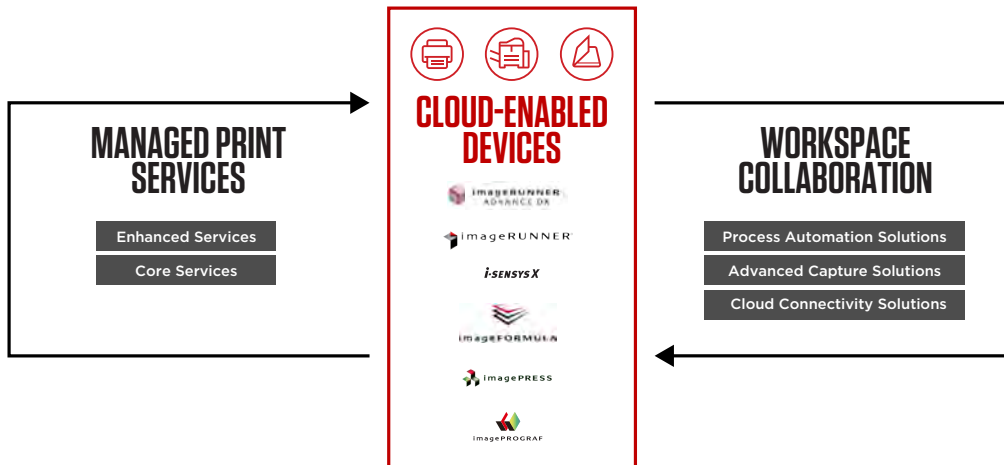 MANAGED PRINT
SERVICES
Enhanced Services
Core Services
CLOUD-ENABLED
DEVICES
imageRUNNER
ADVANCE DX
imageRUNNER
i-SENSYS X
imageFORMULA
imagePRESS
imagePROGRAF
WORKSPACE
COLLABORATION
Process Automation Solutions
Advanced Capture Solutions
Cloud Connectivity Solutions